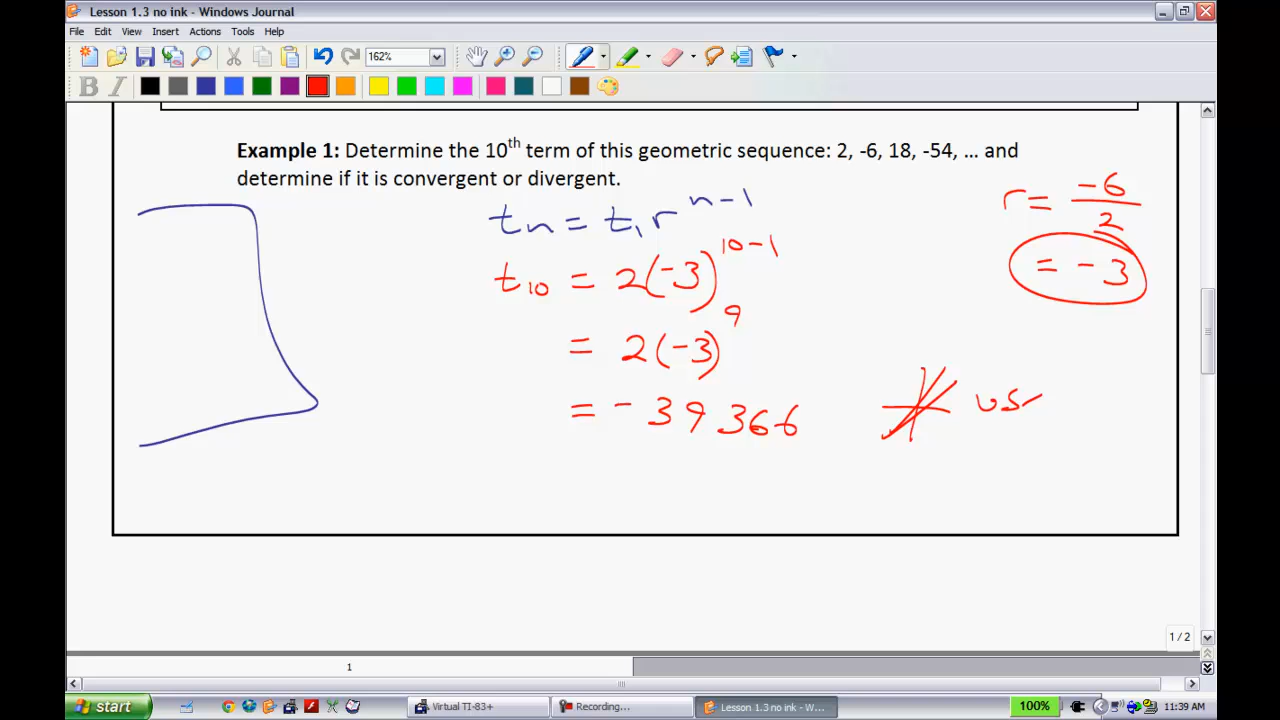 Lesson 1.3 no ink - Windows Journal
File Edit View Insert Actions Tools Help
162%
B I
Example 1: Determine the 10th term of this geometric sequence: 2, -6, 18, -54, … and
determine if it is convergent or divergent.
tn = t1 r^n-1
r = -6/2
= -3
t10 = 2(-3)^10-1
= 2(-3)^9
= -39366
us
1 / 2
1
start
Virtual TI-83+
Recording...
Lesson 1.3 no ink - W...
100%
11:39 AM